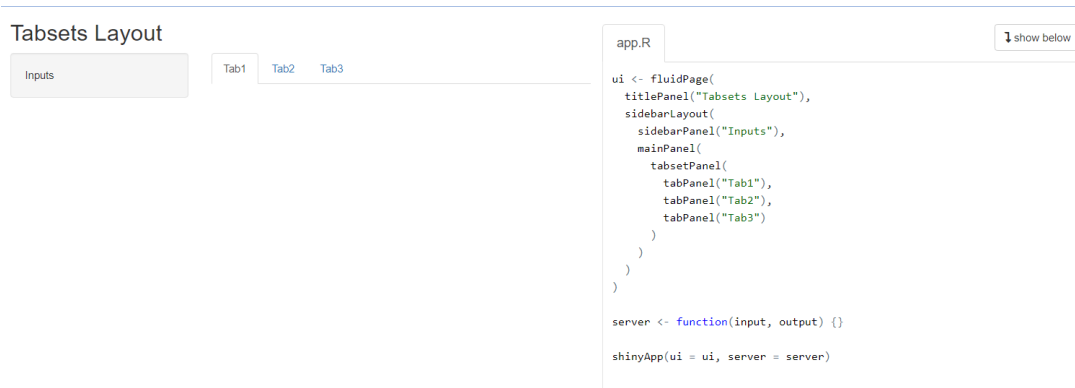 Tabsets Layout
Inputs
Tab1 Tab2 Tab3
app.R
show below
ui <- fluidPage(
  titlePanel("Tabsets Layout"),
  sidebarLayout(
    sidebarPanel("Inputs"),
    mainPanel(
      tabsetPanel(
        tabPanel("Tab1"),
        tabPanel("Tab2"),
        tabPanel("Tab3")
      )
    )
  )
)

server <- function(input, output) {}

shinyApp(ui = ui, server = server)